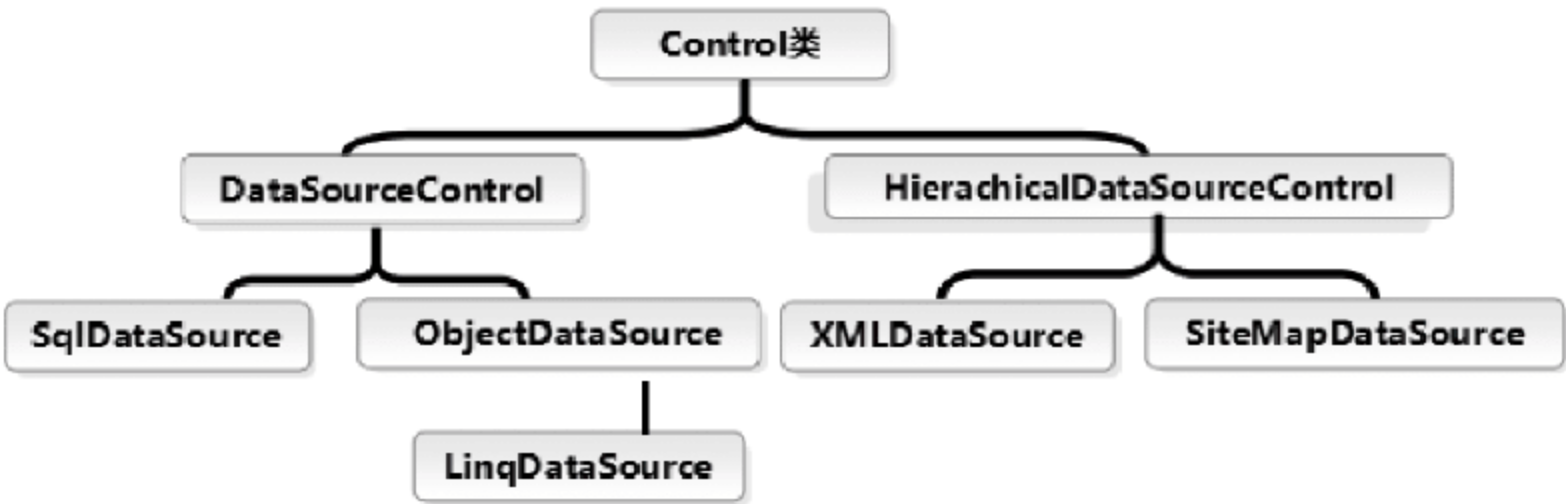 Control类
DataSourceControl
HierachicalDataSourceControl
SqlDataSource
ObjectDataSource
XMLDataSource
SiteMapDataSource
LinqDataSource